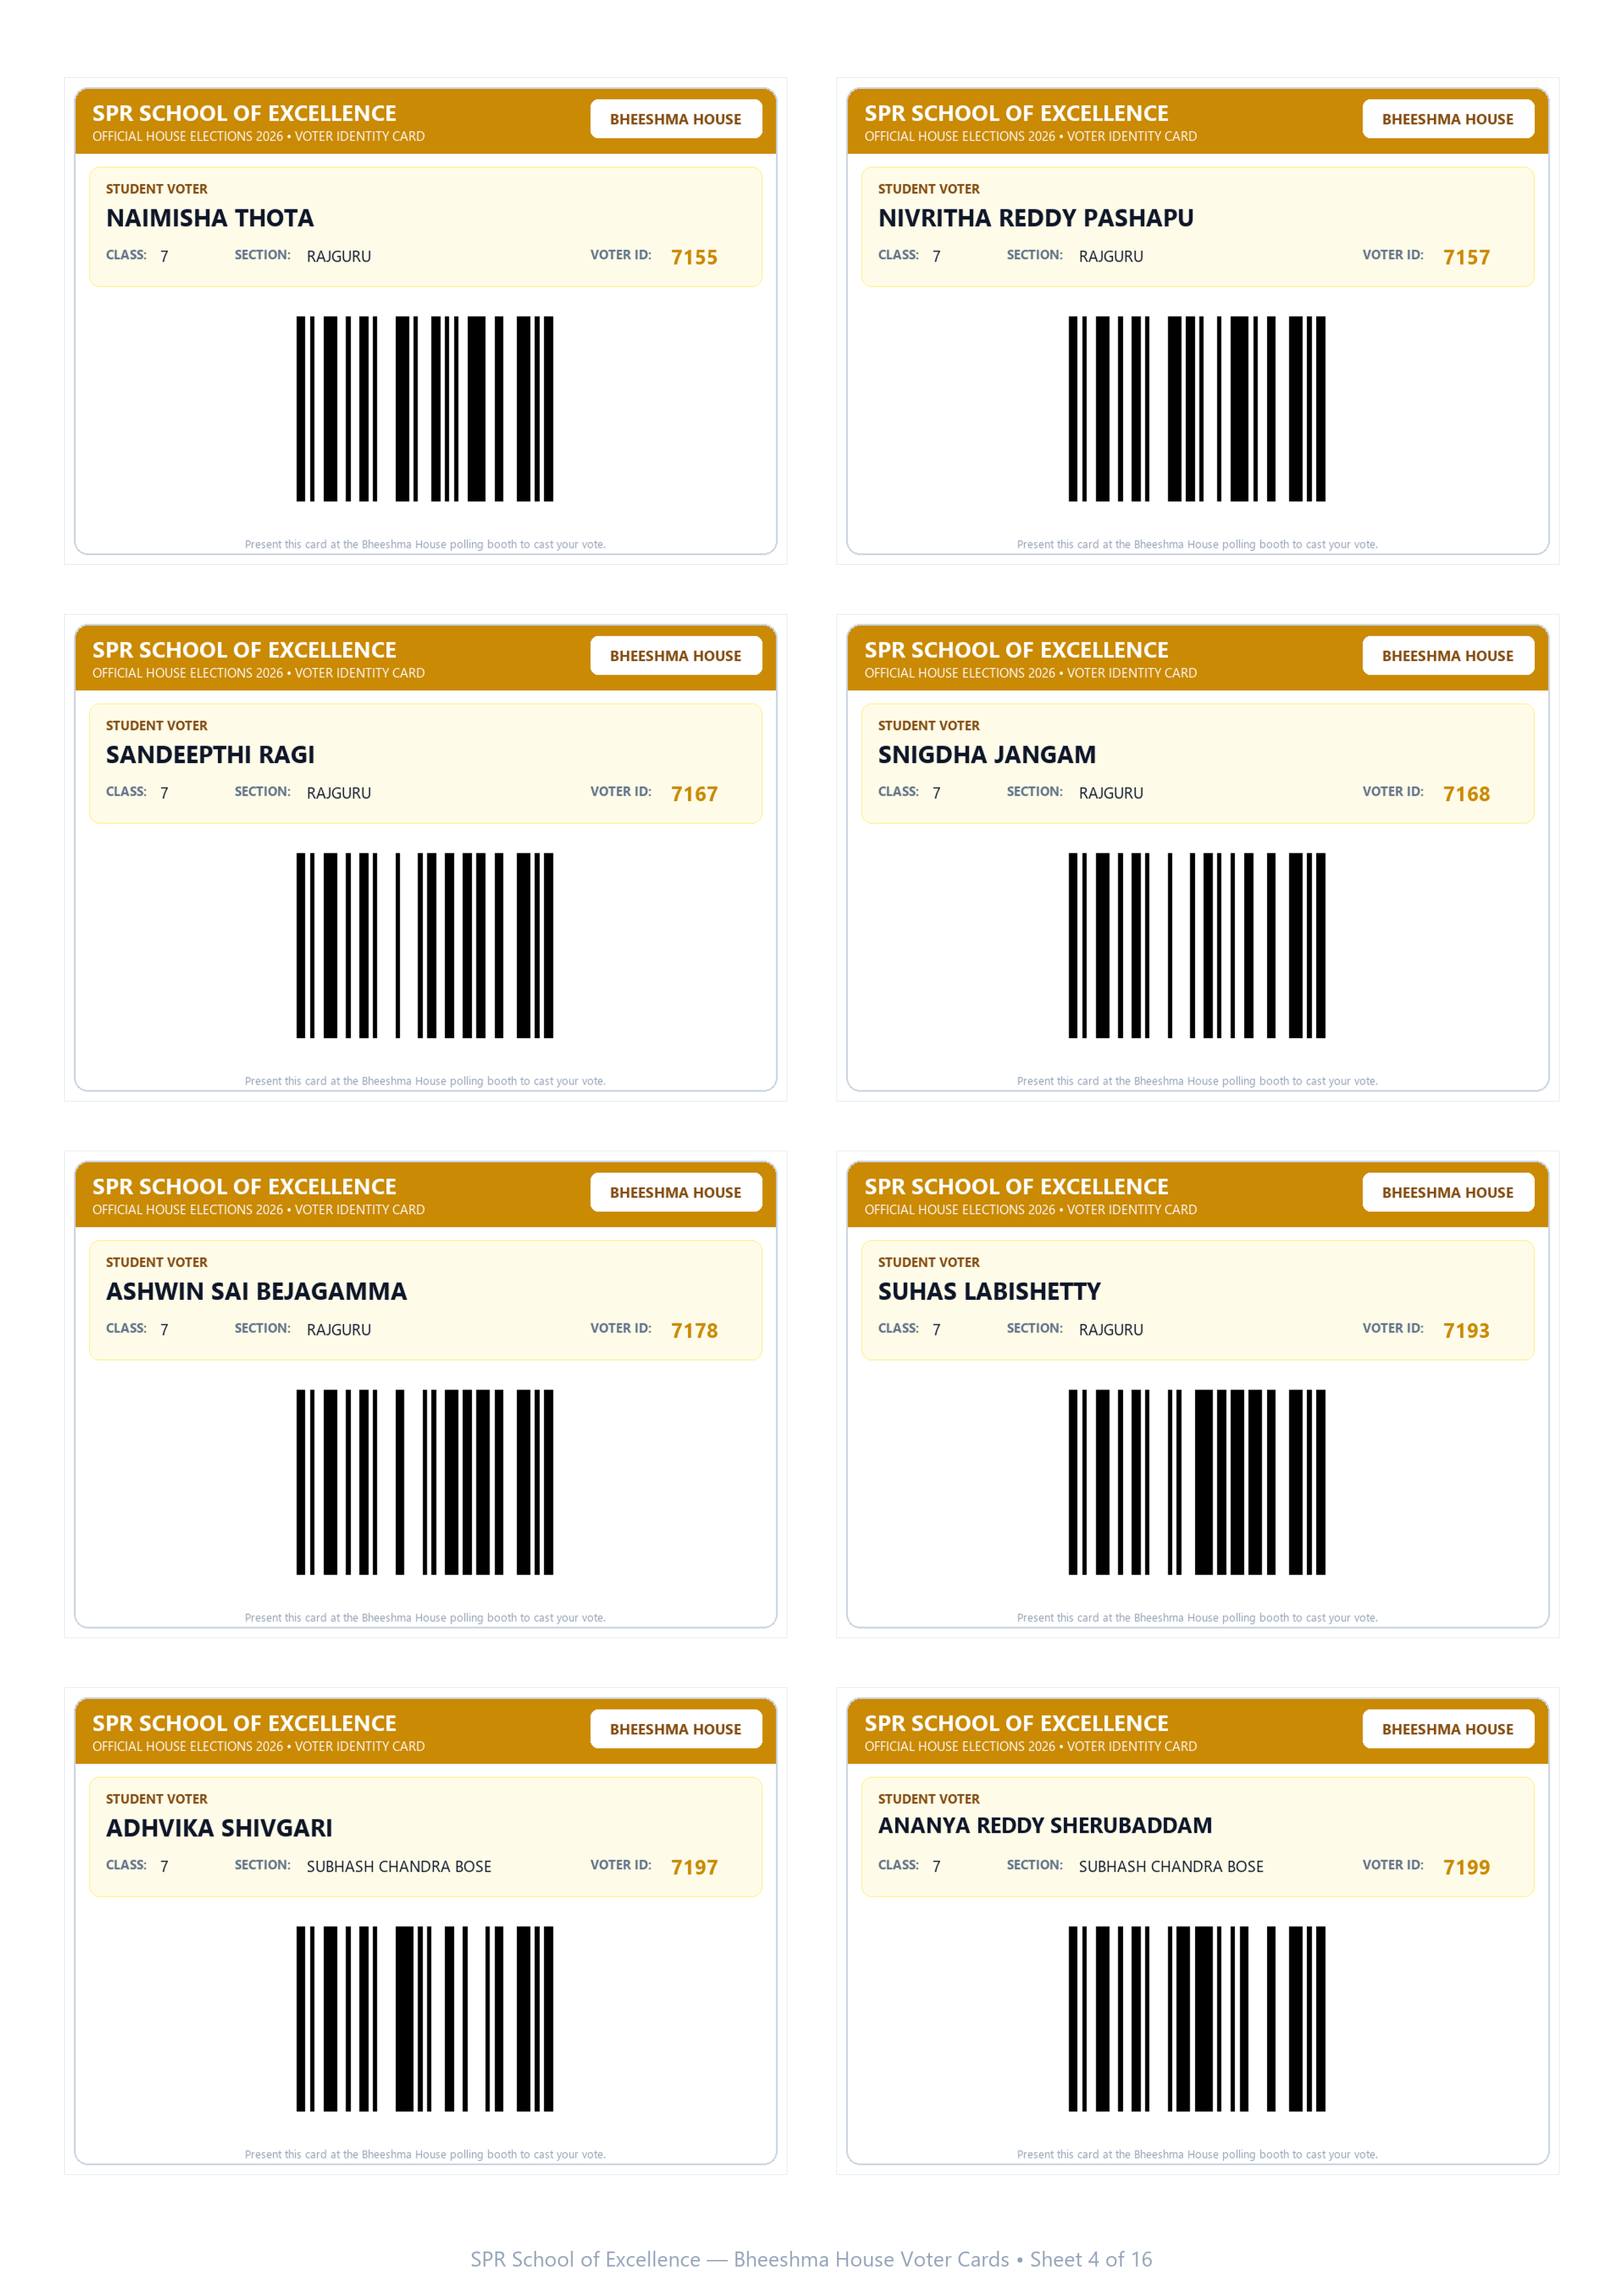 SPR SCHOOL OF EXCELLENCE
OFFICIAL HOUSE ELECTIONS 2026 • VOTER IDENTITY CARD
BHEESHMA HOUSE
STUDENT VOTER
NAIMISHA THOTA
CLASS: 7 SECTION: RAJGURU VOTER ID: 7155
Present this card at the Bheeshma House polling booth to cast your vote.
SPR SCHOOL OF EXCELLENCE
OFFICIAL HOUSE ELECTIONS 2026 • VOTER IDENTITY CARD
BHEESHMA HOUSE
STUDENT VOTER
NIVRITHA REDDY PASHAPU
CLASS: 7 SECTION: RAJGURU VOTER ID: 7157
Present this card at the Bheeshma House polling booth to cast your vote.
SPR SCHOOL OF EXCELLENCE
OFFICIAL HOUSE ELECTIONS 2026 • VOTER IDENTITY CARD
BHEESHMA HOUSE
STUDENT VOTER
SANDEEPTHI RAGI
CLASS: 7 SECTION: RAJGURU VOTER ID: 7167
Present this card at the Bheeshma House polling booth to cast your vote.
SPR SCHOOL OF EXCELLENCE
OFFICIAL HOUSE ELECTIONS 2026 • VOTER IDENTITY CARD
BHEESHMA HOUSE
STUDENT VOTER
SNIGDHA JANGAM
CLASS: 7 SECTION: RAJGURU VOTER ID: 7168
Present this card at the Bheeshma House polling booth to cast your vote.
SPR SCHOOL OF EXCELLENCE
OFFICIAL HOUSE ELECTIONS 2026 • VOTER IDENTITY CARD
BHEESHMA HOUSE
STUDENT VOTER
ASHWIN SAI BEJAGAMMA
CLASS: 7 SECTION: RAJGURU VOTER ID: 7178
Present this card at the Bheeshma House polling booth to cast your vote.
SPR SCHOOL OF EXCELLENCE
OFFICIAL HOUSE ELECTIONS 2026 • VOTER IDENTITY CARD
BHEESHMA HOUSE
STUDENT VOTER
SUHAS LABISHETTY
CLASS: 7 SECTION: RAJGURU VOTER ID: 7193
Present this card at the Bheeshma House polling booth to cast your vote.
SPR SCHOOL OF EXCELLENCE
OFFICIAL HOUSE ELECTIONS 2026 • VOTER IDENTITY CARD
BHEESHMA HOUSE
STUDENT VOTER
ADHVIKA SHIVGARI
CLASS: 7 SECTION: SUBHASH CHANDRA BOSE VOTER ID: 7197
Present this card at the Bheeshma House polling booth to cast your vote.
SPR SCHOOL OF EXCELLENCE
OFFICIAL HOUSE ELECTIONS 2026 • VOTER IDENTITY CARD
BHEESHMA HOUSE
STUDENT VOTER
ANANYA REDDY SHERUBADDAM
CLASS: 7 SECTION: SUBHASH CHANDRA BOSE VOTER ID: 7199
Present this card at the Bheeshma House polling booth to cast your vote.
SPR School of Excellence — Bheeshma House Voter Cards • Sheet 4 of 16